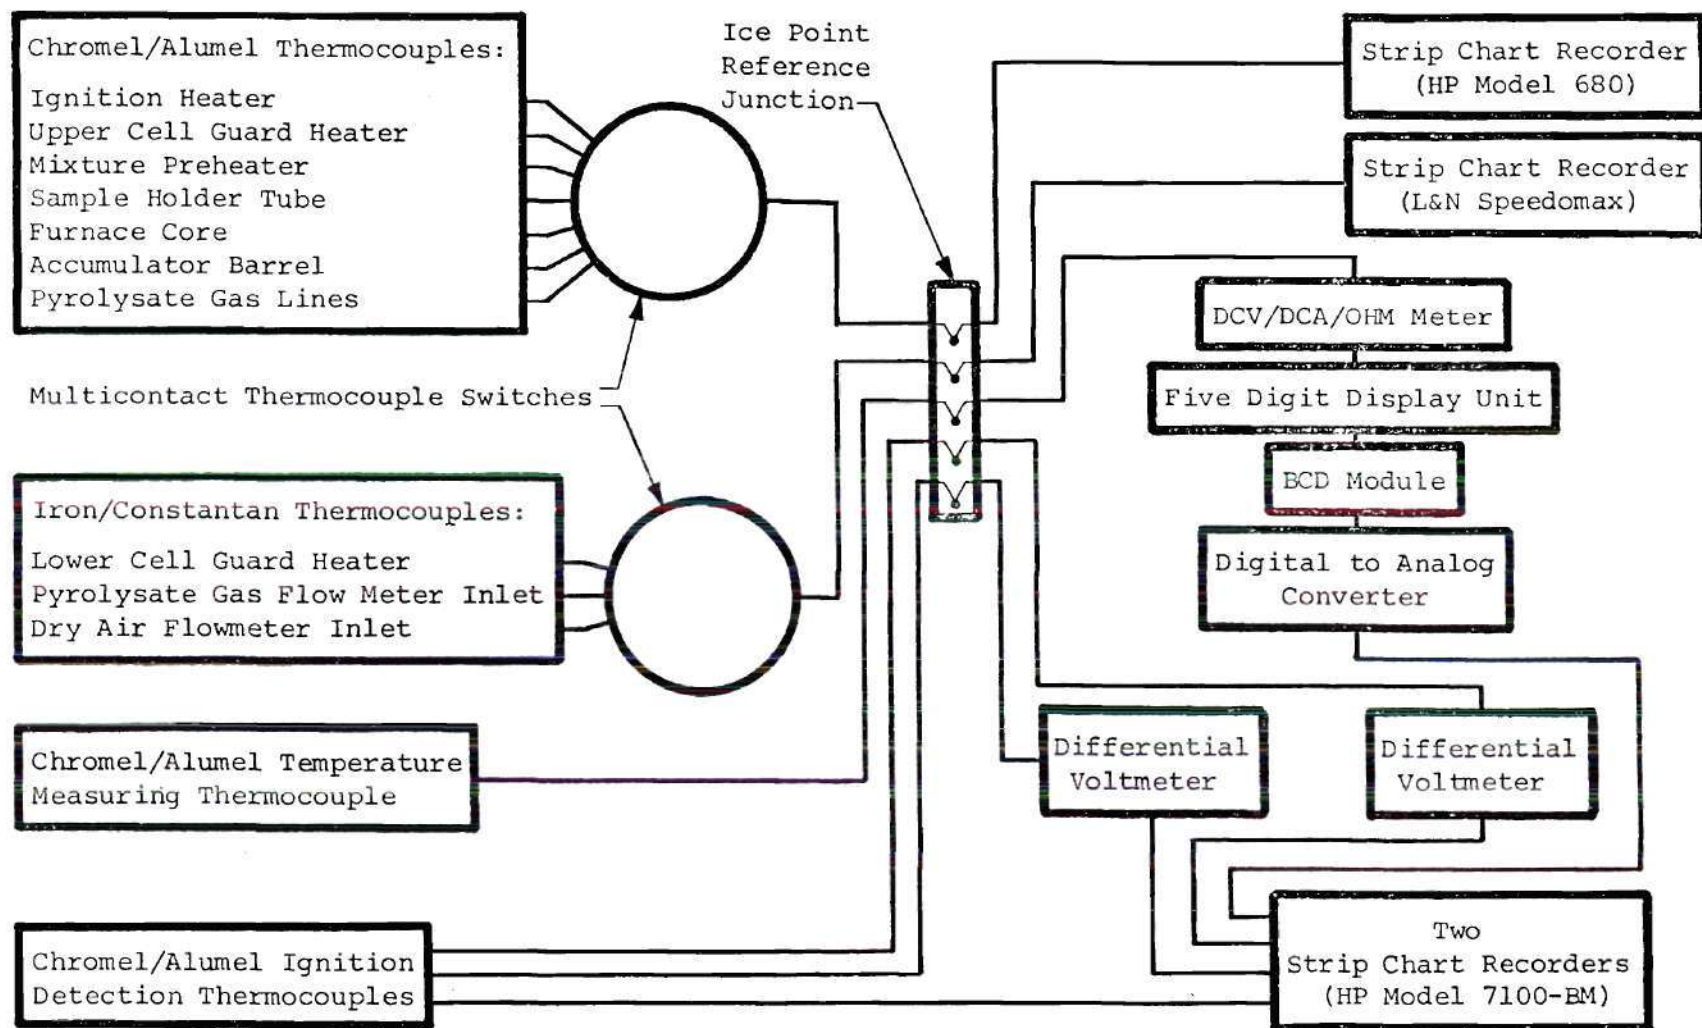 Chromel/Alumel Thermocouples:
Ignition Heater
Upper Cell Guard Heater
Mixture Preheater
Sample Holder Tube
Furnace Core
Accumulator Barrel
Pyrolysate Gas Lines
Ice Point
Reference
Junction
Strip Chart Recorder
(HP Model 680)
Strip Chart Recorder
(L&N Speedomax)
DCV/DCA/OHM Meter
Five Digit Display Unit
BCD Module
Digital to Analog
Converter
Multicontact Thermocouple Switches
Iron/Constantan Thermocouples:
Lower Cell Guard Heater
Pyrolysate Gas Flow Meter Inlet
Dry Air Flowmeter Inlet
Chromel/Alumel Temperature
Measuring Thermocouple
Differential
Voltmeter
Differential
Voltmeter
Chromel/Alumel Ignition
Detection Thermocouples
Two
Strip Chart Recorders
(HP Model 7100-BM)